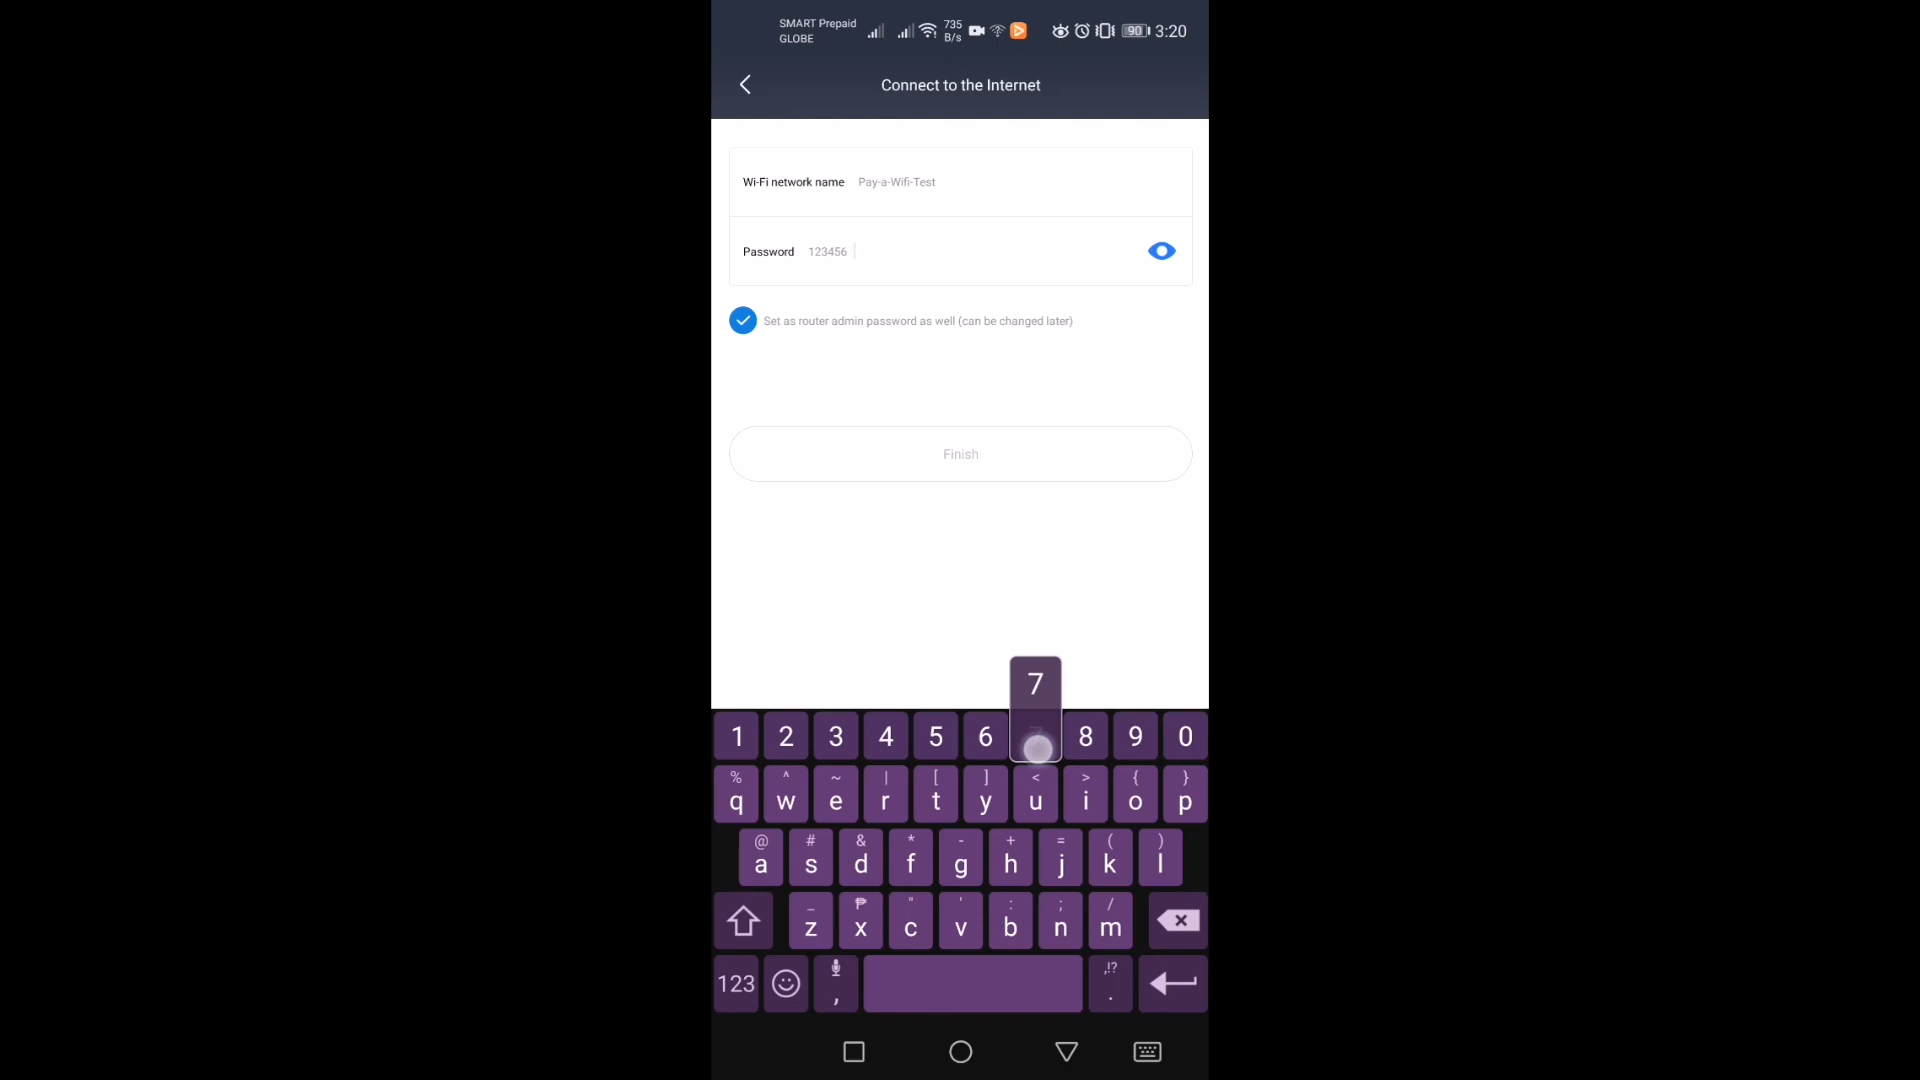 SMART Prepaid
GLOBE
735
B/s
90
3:20
Connect to the Internet
Wi-Fi network name Pay-a-Wifi-Test
Password 123456
Set as router admin password as well (can be changed later)
Finish
7
1 2 3 4 5 6 7 8 9 0
% ^ ~ | [ ] < > { }
q w e r t y u i o p
@ # & * - + = ( )
a s d f g h j k l
_ ₱ " ' : ; /
z x c v b n m
,!?
123 , .